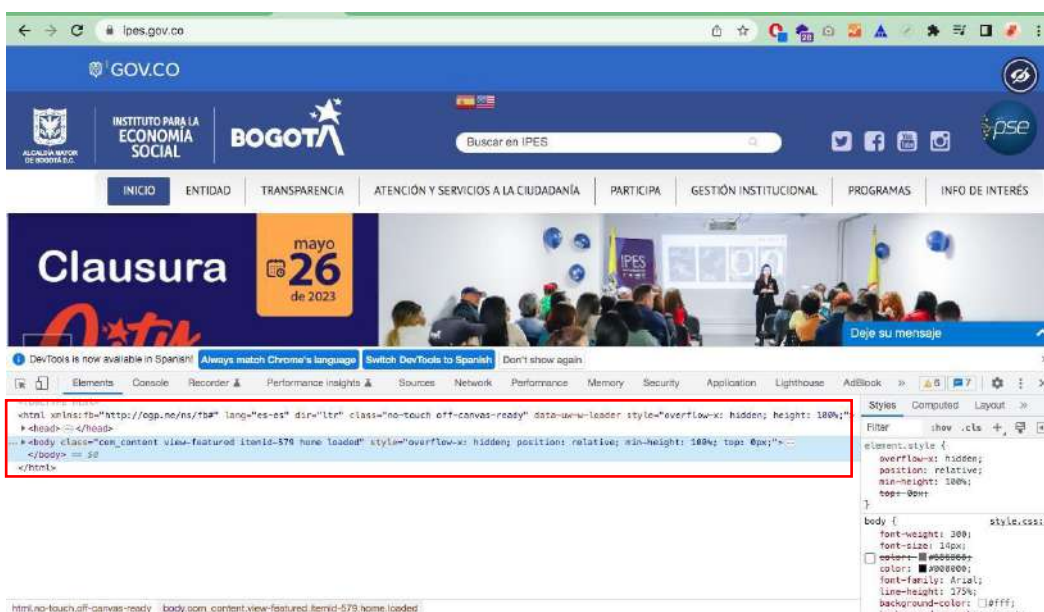 ipes.gov.co
GOV.CO
ALCALDÍA MAYOR
DE BOGOTÁ D.C.
INSTITUTO PARA LA
ECONOMÍA
SOCIAL
BOGOTÁ
Buscar en IPES
pse
INICIO ENTIDAD TRANSPARENCIA ATENCIÓN Y SERVICIOS A LA CIUDADANÍA PARTICIPA GESTIÓN INSTITUCIONAL PROGRAMAS INFO DE INTERÉS
Clausura
mayo
26
de 2023
IPES
Deje su mensaje
DevTools is now available in Spanish! Always match Chrome's language Switch DevTools to Spanish Don't show again
Elements Console Recorder Performance insights Sources Network Performance Memory Security Application Lighthouse AdBlock » 6 7
<html xmlns:fb="http://ogp.me/ns/fb#" lang="es-es" dir="ltr" class="no-touch off-canvas-ready" data-uw-w-loader style="overflow-x: hidden; height: 100%;">
<head>…</head>
<body class="com_content view-featured itemid-579 home loaded" style="overflow-x: hidden; position: relative; min-height: 100%; top: 0px;">…
</body> == $0
</html>
Styles Computed Layout »
Filter :hov .cls +
element.style {
overflow-x: hidden;
position: relative;
min-height: 100%;
top: 0px;
}
body { style.css:
font-weight: 300;
font-size: 14px;
color: #000000;
font-family: Arial;
line-height: 175%;
background-color: #fff;
html.no-touch.off-canvas-ready body.com_content.view-featured.itemid-579.home.loaded